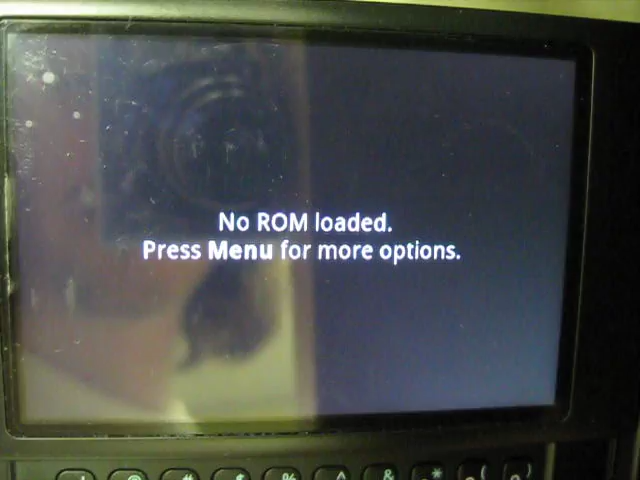 No ROM loaded.
Press Menu for more options.
! @ # $ % ^ & * ( )